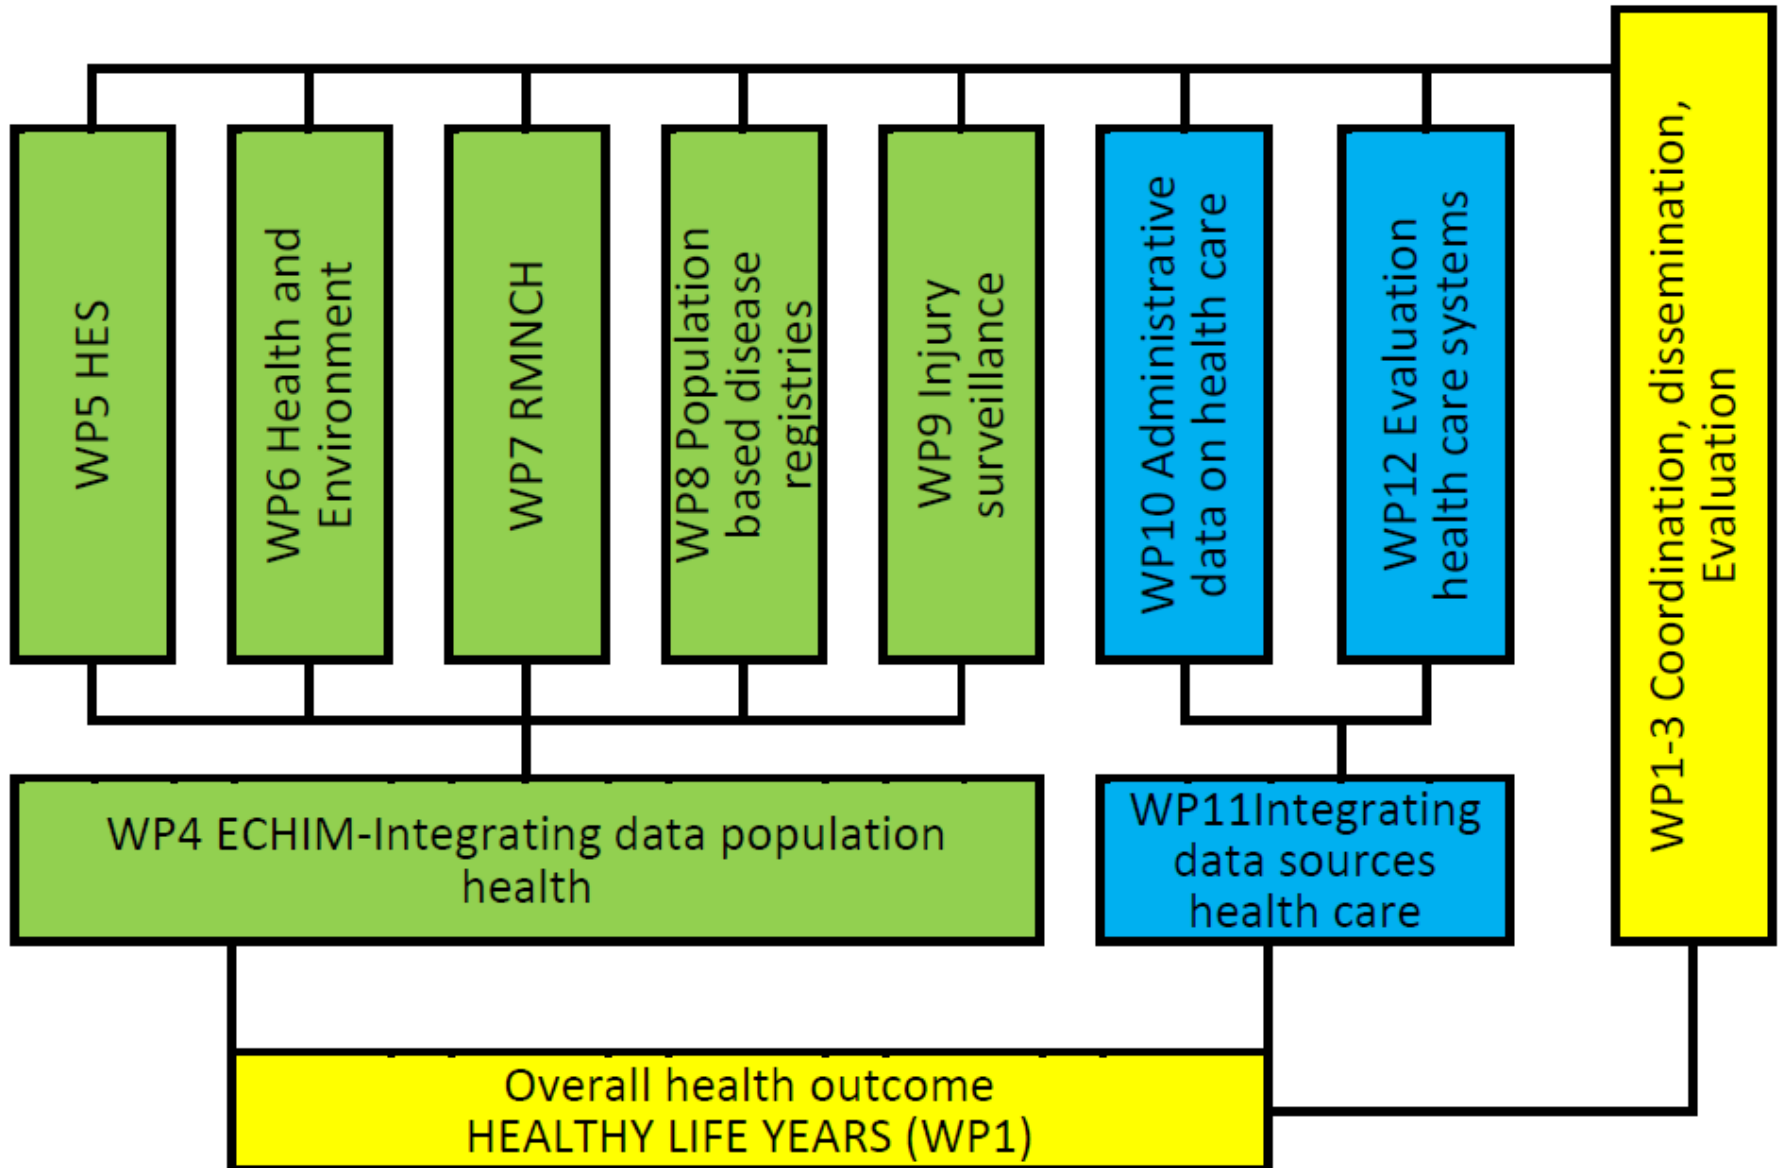 WP5 HES
WP6 Health and
Environment
WP7 RMNCH
WP8 Population
based disease
registries
WP9 Injury
surveillance
WP10 Administrative
data on health care
WP12 Evaluation
health care systems
WP1-3 Coordination, dissemination,
Evaluation
WP4 ECHIM-Integrating data population
health
WP11Integrating
data sources
health care
Overall health outcome
HEALTHY LIFE YEARS (WP1)